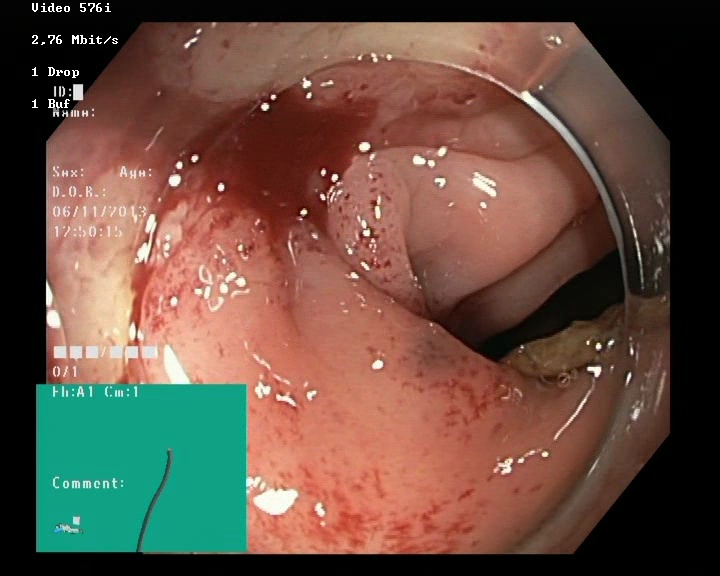 Video 576i
2,76 Mbit/s
1 Drop
ID:
1 Buf
Name:
Sex: Age:
D.O.B.:
06/11/2013
12:50:15
0/1
Ph:A1 Cm:1
Comment: